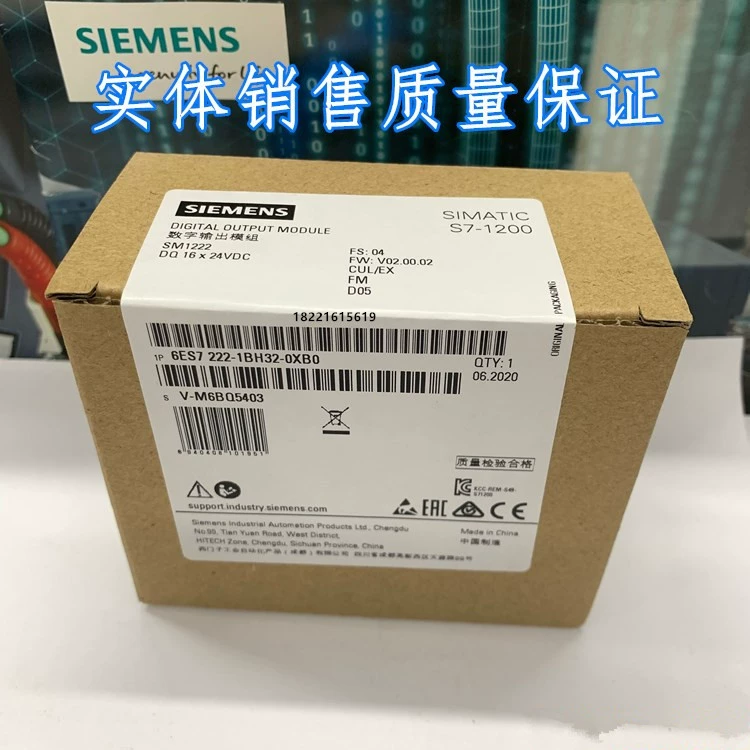 SIEMENS
实体销售质量保证
SIEMENS
SIMATIC
S7-1200
DIGITAL OUTPUT MODULE
数字输出模组
SM1222
DQ 16 x 24VDC
FS: 04
FW: V02.00.02
CUL/EX
FM
D05
ORIGINAL PACKAGING
18221615619
1P 6ES7 222-1BH32-0XB0
QTY: 1
06.2020
S V-M6BQ5403
质量检验合格
support.industry.siemens.com
EAC
CE
Siemens Industrial Automation Products Ltd., Chengdu
No.99, Tian Yuan Road, West District,
HITECH Zone, Chengdu, Sichuan Province, China
Made in China
中国制造